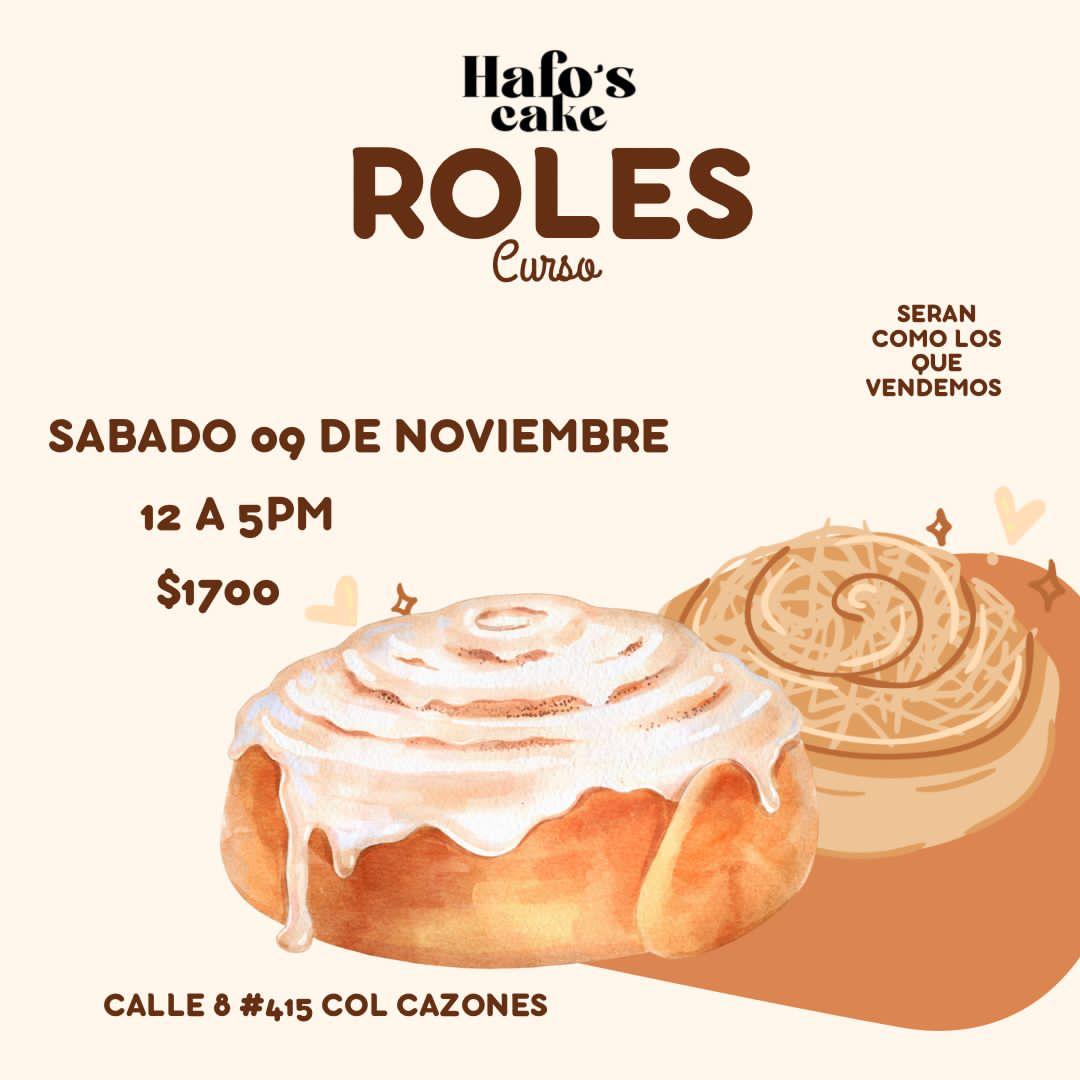 Hafo's
cake
ROLES
Curso
SERAN
COMO LOS
QUE
VENDEMOS
SABADO 09 DE NOVIEMBRE
12 A 5PM
$1700
CALLE 8 #415 COL CAZONES